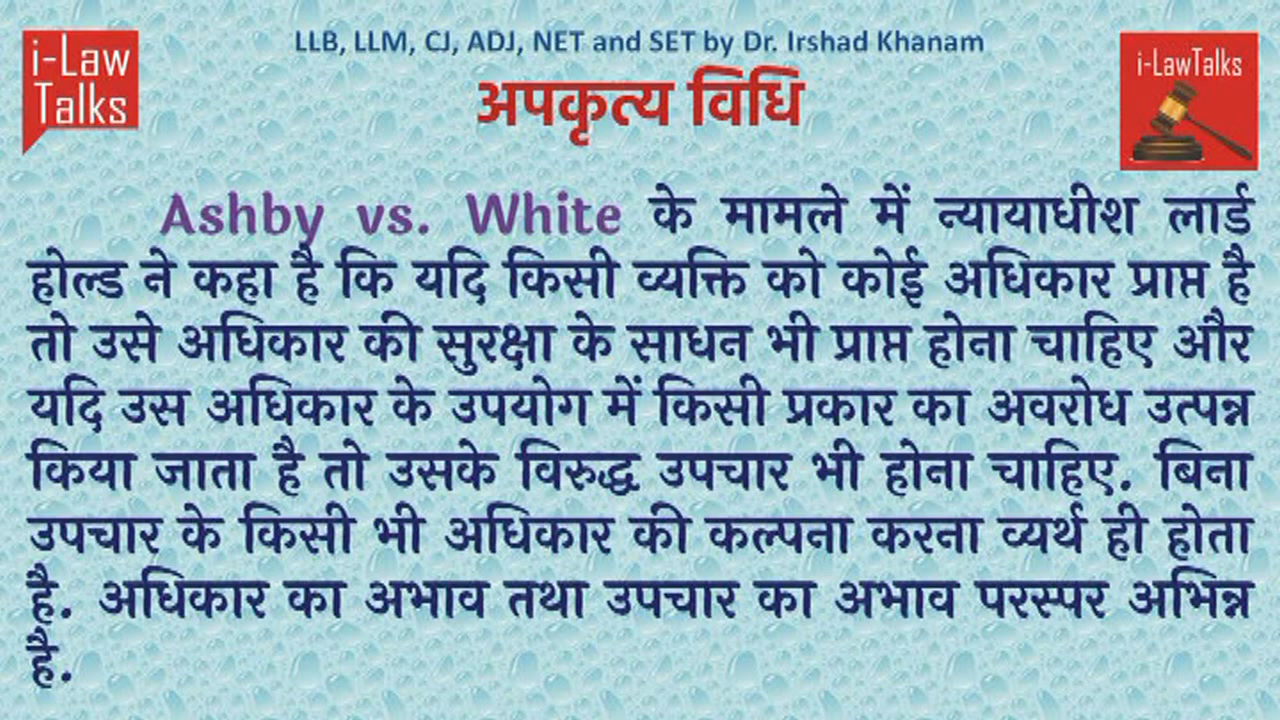 i-Law
Talks
LLB, LLM, CJ, ADJ, NET and SET by Dr. Irshad Khanam
i-LawTalks
अपकृत्य विधि
Ashby vs. White के मामले में न्यायाधीश लार्ड
होल्ड ने कहा है कि यदि किसी व्यक्ति को कोई अधिकार प्राप्त है
तो उसे अधिकार की सुरक्षा के साधन भी प्राप्त होना चाहिए और
यदि उस अधिकार के उपयोग में किसी प्रकार का अवरोध उत्पन्न
किया जाता है तो उसके विरुद्ध उपचार भी होना चाहिए. बिना
उपचार के किसी भी अधिकार की कल्पना करना व्यर्थ ही होता
है. अधिकार का अभाव तथा उपचार का अभाव परस्पर अभिन्न
है.